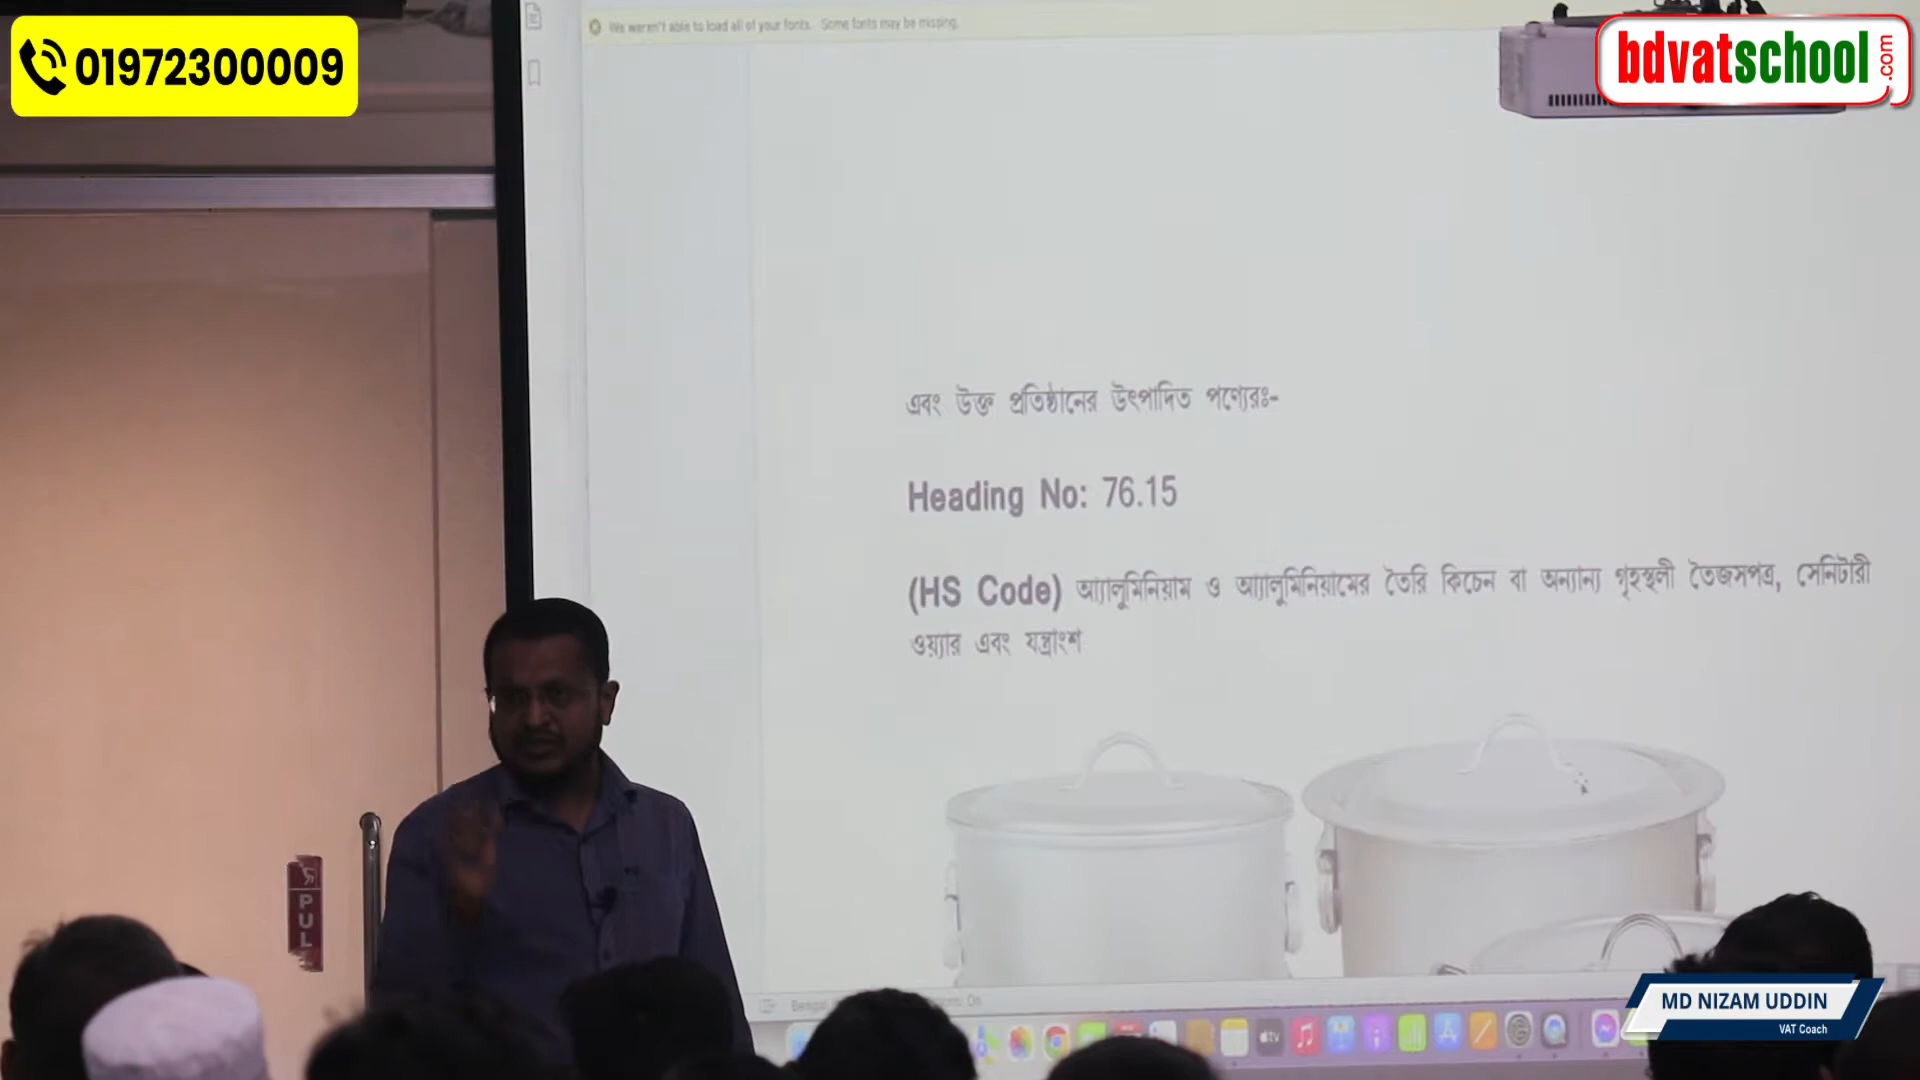 01972300009
bdvatschool.com
We weren't able to load all of your fonts. Some fonts may be missing.
এবং উক্ত প্রতিষ্ঠানের উৎপাদিত পণ্যেরঃ-
Heading No: 76.15
(HS Code) অ্যালুমিনিয়াম ও অ্যালুমিনিয়ামের তৈরি কিচেন বা অন্যান্য গৃহস্থলী তৈজসপত্র, সেনিটারী
ওয়্যার এবং যন্ত্রাংশ
PUL
MD NIZAM UDDIN
VAT Coach